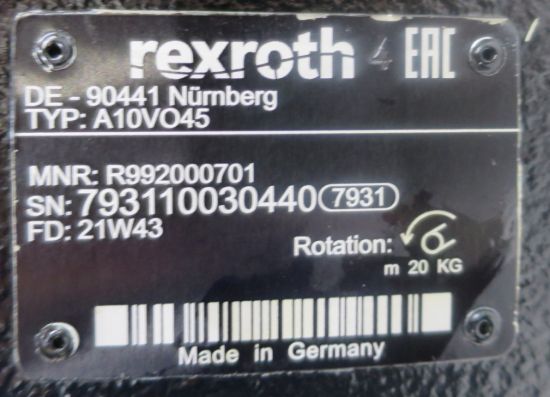 rexroth 4 EAC
DE - 90441 Nürnberg
TYP: A10VO45
MNR: R992000701
SN: 793110030440 7931
FD: 21W43
Rotation:
m 20 KG
Made in Germany